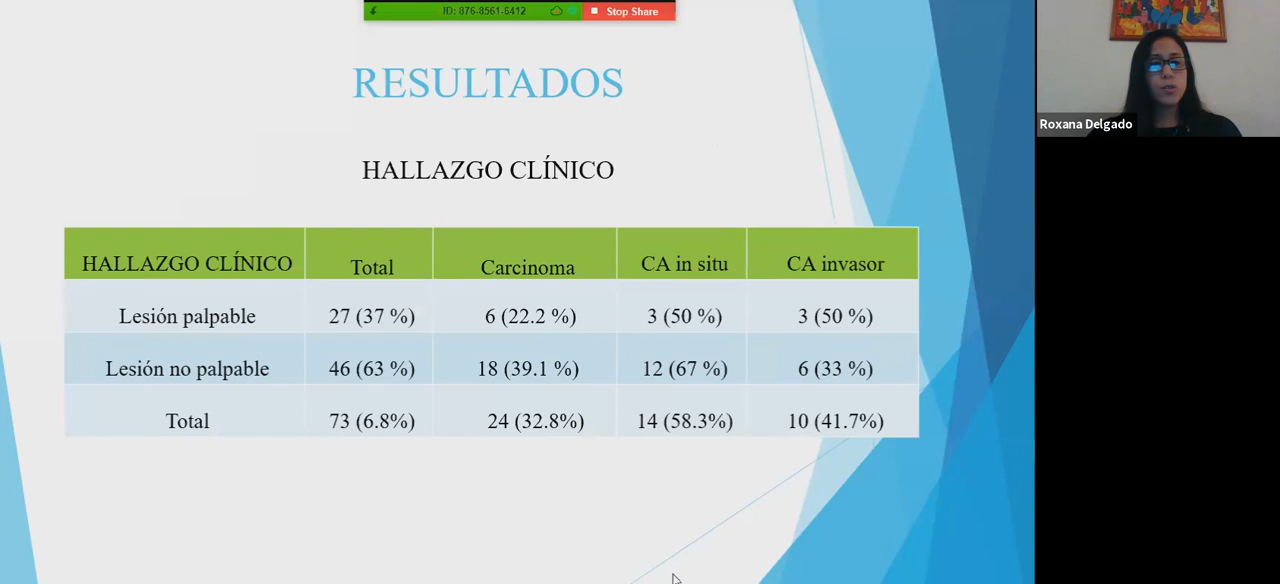 ID: 876-8561-6412
Stop Share
RESULTADOS
HALLAZGO CLÍNICO
HALLAZGO CLÍNICO Total Carcinoma CA in situ CA invasor
Lesión palpable 27 (37 %) 6 (22.2 %) 3 (50 %) 3 (50 %)
Lesión no palpable 46 (63 %) 18 (39.1 %) 12 (67 %) 6 (33 %)
Total 73 (6.8%) 24 (32.8%) 14 (58.3%) 10 (41.7%)
Roxana Delgado